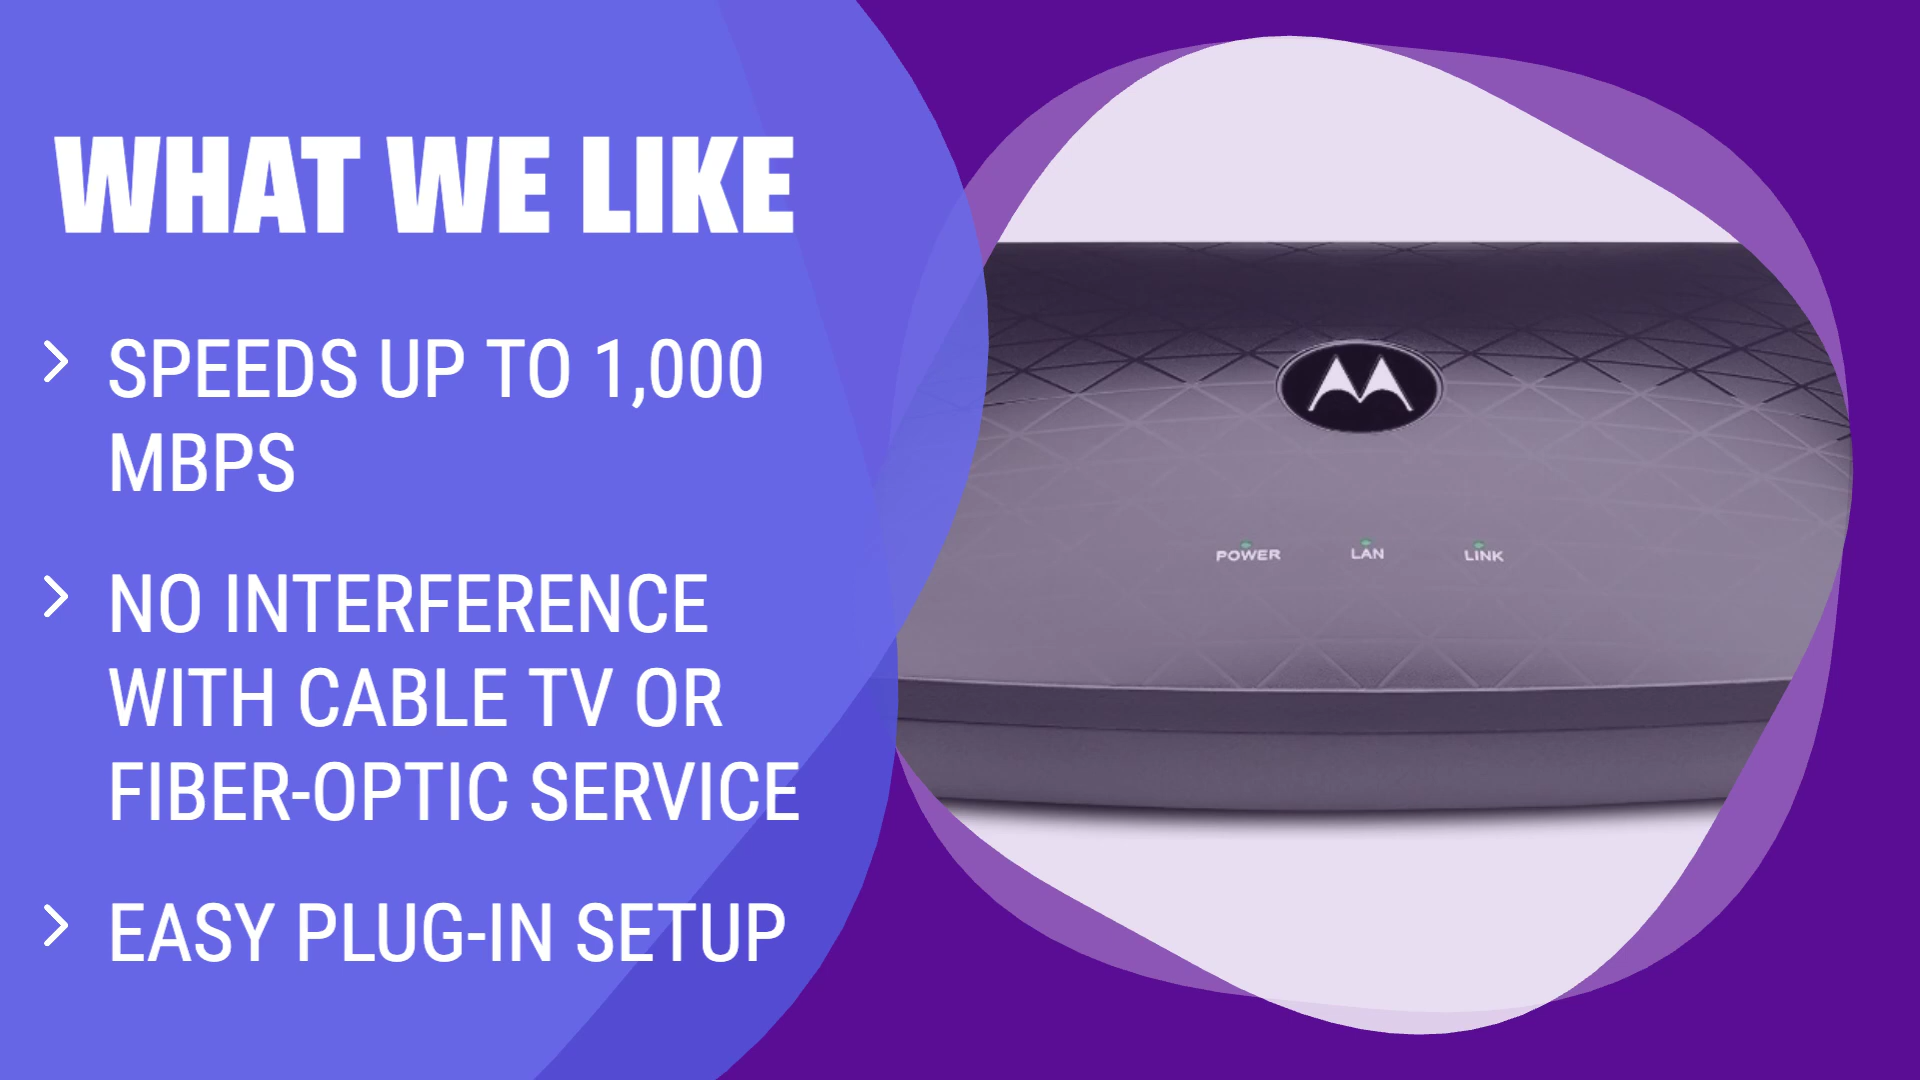 WHAT WE LIKE
SPEEDS UP TO 1,000
MBPS
NO INTERFERENCE
WITH CABLE TV OR
FIBER-OPTIC SERVICE
EASY PLUG-IN SETUP
POWER LAN LINK